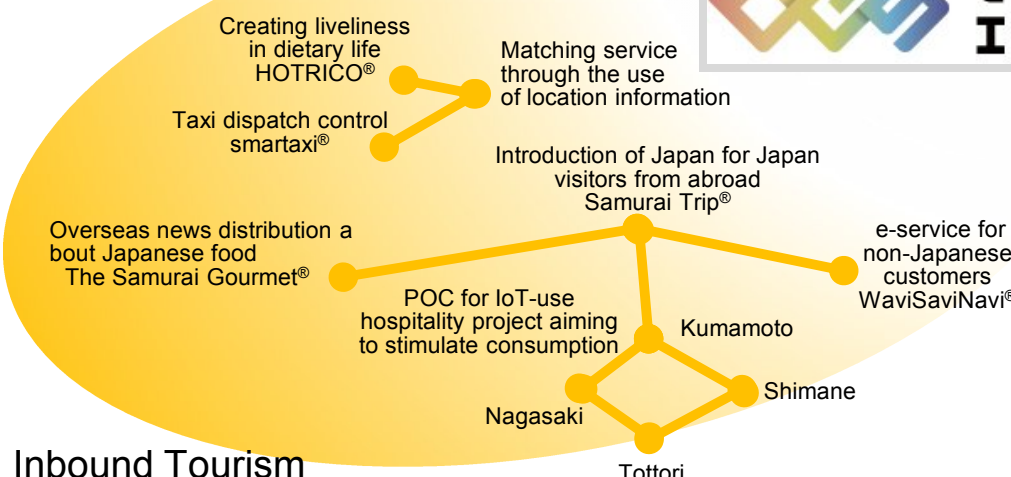 Creating liveliness
in dietary life
HOTRICO®
Matching service
through the use
of location information
Taxi dispatch control
smartaxi®
Introduction of Japan for Japan
visitors from abroad
Samurai Trip®
Overseas news distribution a
bout Japanese food
The Samurai Gourmet®
e-service for
non-Japanese
customers
WaviSaviNavi®
POC for IoT-use
hospitality project aiming
to stimulate consumption
Kumamoto
Shimane
Nagasaki
Tottori
Inbound Tourism